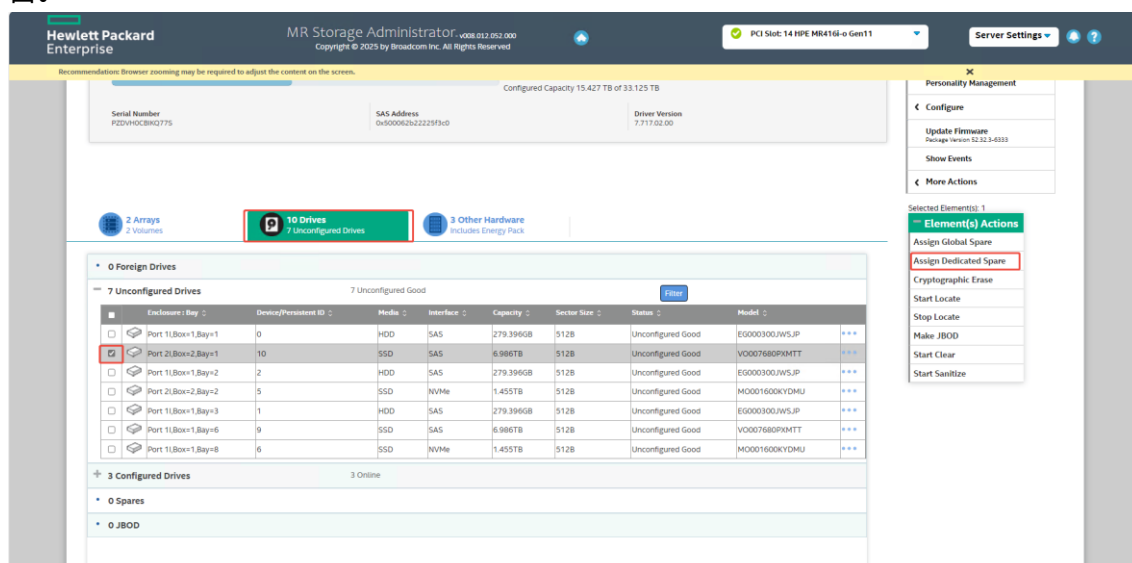 图。
Hewlett Packard
Enterprise
MR Storage Administrator. v008.012.052.000
Copyright © 2025 by Broadcom Inc. All Rights Reserved
PCI Slot: 14 HPE MR416i-o Gen11
Server Settings
Recommendation: Browser zooming may be required to adjust the content on the screen.
Configured Capacity 15.427 TB of 33.125 TB
Serial Number
PZDVH0CBIKQ775
SAS Address
0x500062b22225f3c0
Driver Version
7.717.02.00
Personality Management
Configure
Update Firmware
Package Version 52.32.3-6333
Show Events
More Actions
2 Arrays
2 Volumes
10 Drives
7 Unconfigured Drives
3 Other Hardware
Includes Energy Pack
Selected Element(s): 1
Element(s) Actions
Assign Global Spare
Assign Dedicated Spare
Cryptographic Erase
Start Locate
Stop Locate
Make JBOD
Start Clear
Start Sanitize
0 Foreign Drives
7 Unconfigured Drives 7 Unconfigured Good Filter
Enclosure : Bay Device/Persistent ID Media Interface Capacity Sector Size Status Model
Port 1I,Box=1,Bay=1 0 HDD SAS 279.396GB 512B Unconfigured Good EG000300JWSJP
Port 2I,Box=2,Bay=1 10 SSD SAS 6.986TB 512B Unconfigured Good VO007680PXMTT
Port 1I,Box=1,Bay=2 2 HDD SAS 279.396GB 512B Unconfigured Good EG000300JWSJP
Port 2I,Box=2,Bay=2 5 SSD NVMe 1.455TB 512B Unconfigured Good MO001600KYDMU
Port 1I,Box=1,Bay=3 1 HDD SAS 279.396GB 512B Unconfigured Good EG000300JWSJP
Port 1I,Box=1,Bay=6 9 SSD SAS 6.986TB 512B Unconfigured Good VO007680PXMTT
Port 1I,Box=1,Bay=8 6 SSD NVMe 1.455TB 512B Unconfigured Good MO001600KYDMU
3 Configured Drives 3 Online
0 Spares
0 JBOD